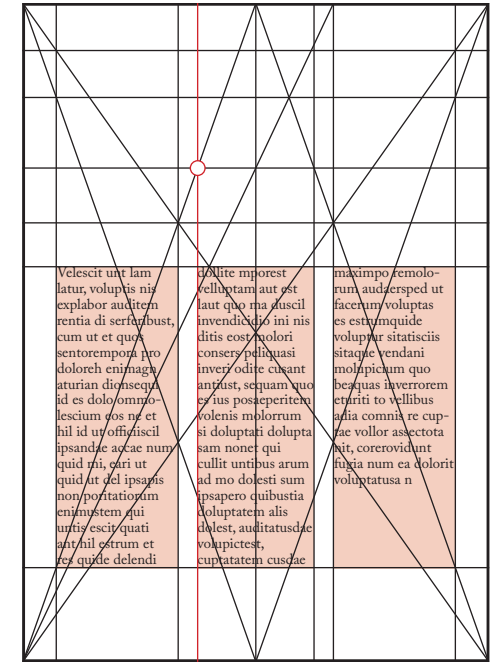 Velescit unt lam
latur, voluptis nis
explabor auditem
rentia di serferibust,
cum ut et quos
sentorempora pro
doloreh enimagn
aturian dionsequi
id es dolo omno-
lescium eos ne et
hil id ut officiiscil
ipsandae accae num
quid mi, eari ut
quid ut del ipsapis
nonporitatiorum
enimustem qui
untis escit quati
ant hil estrum et
res quide delendi
dollite mporest
velluptam aut est
laut quo ma duscil
invendicidio ini nis
ditis eost molori
consers peliquasi
inveri odite cusant
antiust, sequam quo
es ius posaeperitem
volenis molorrum
si doluptati dolupta
sam nonet qui
cullit untibus arum
ad mo dolesti sum
ipsapero quibustia
doluptatem alis
dolest, auditatusdae
volupictest,
cuptatatem cusdae
maximpo remolo-
rum audaersped ut
facerum voluptas
es estrumquide
voluptur sitatisciis
sitaque vendani
molupicium quo
beaquas inverrorem
eturiti to vellibus
adia comnis re cup-
tae vollor assectota
nit, corerovidunt
fugia num ea dolorit
voluptatusa n